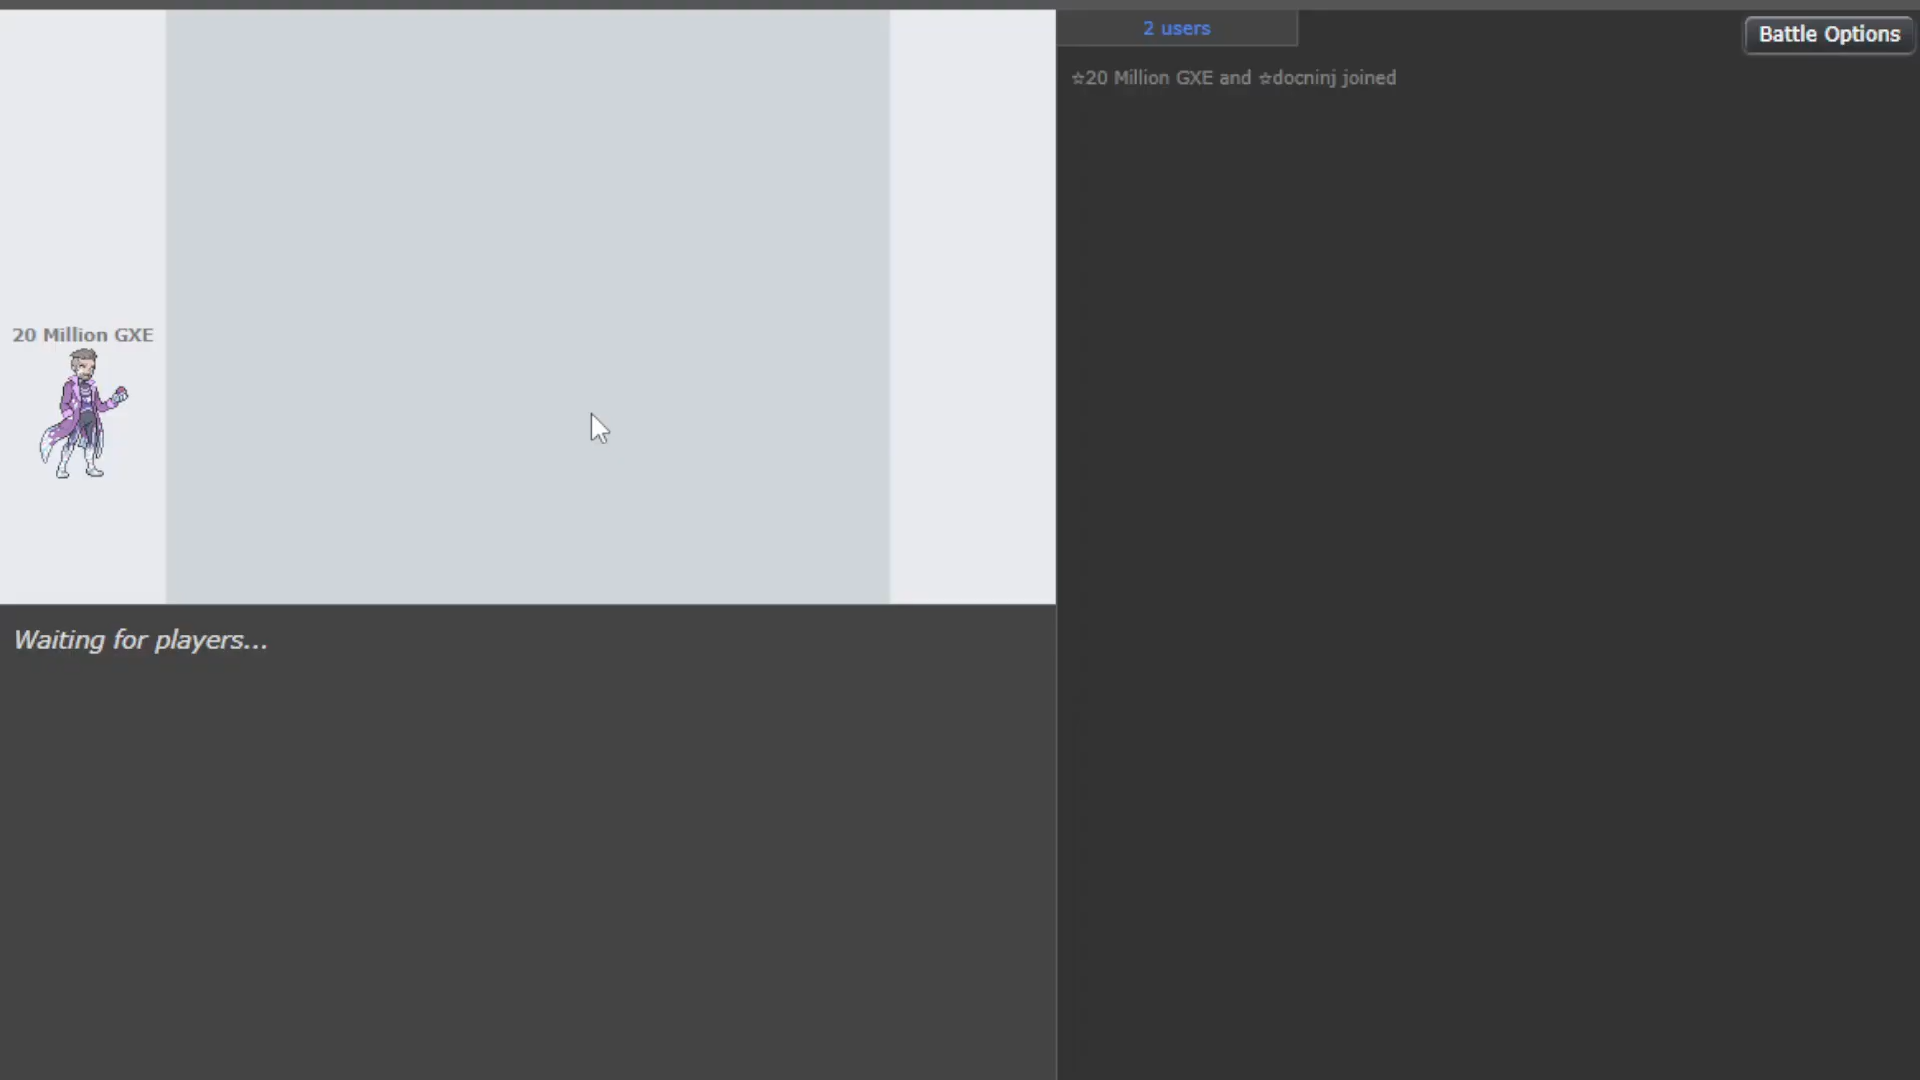 2 users
Battle Options
☆20 Million GXE and ☆docninj joined
20 Million GXE
Waiting for players...